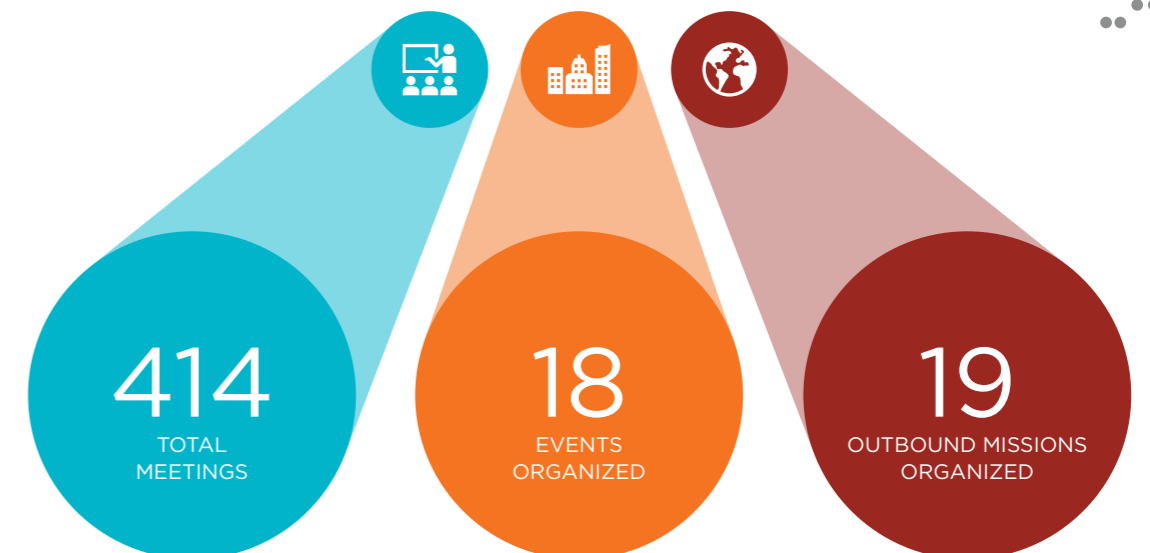 414
TOTAL
MEETINGS
18
EVENTS
ORGANIZED
19
OUTBOUND MISSIONS
ORGANIZED